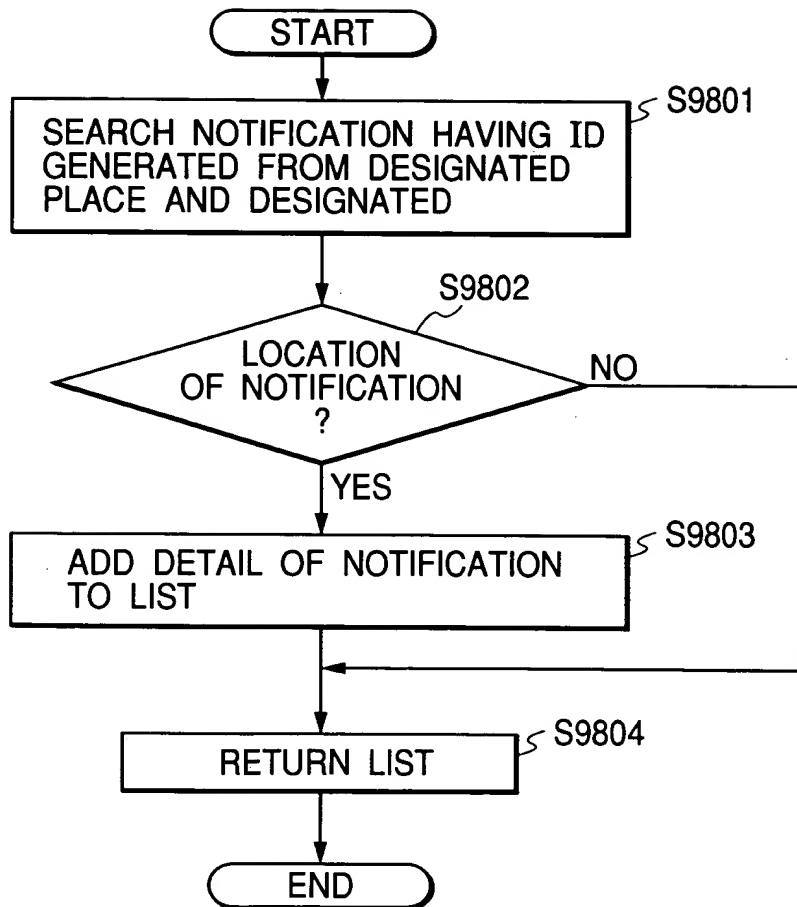 START
S9801
SEARCH NOTIFICATION HAVING ID
GENERATED FROM DESIGNATED
PLACE AND DESIGNATED
S9802
LOCATION
OF NOTIFICATION
?
NO
YES
S9803
ADD DETAIL OF NOTIFICATION
TO LIST
S9804
RETURN LIST
END